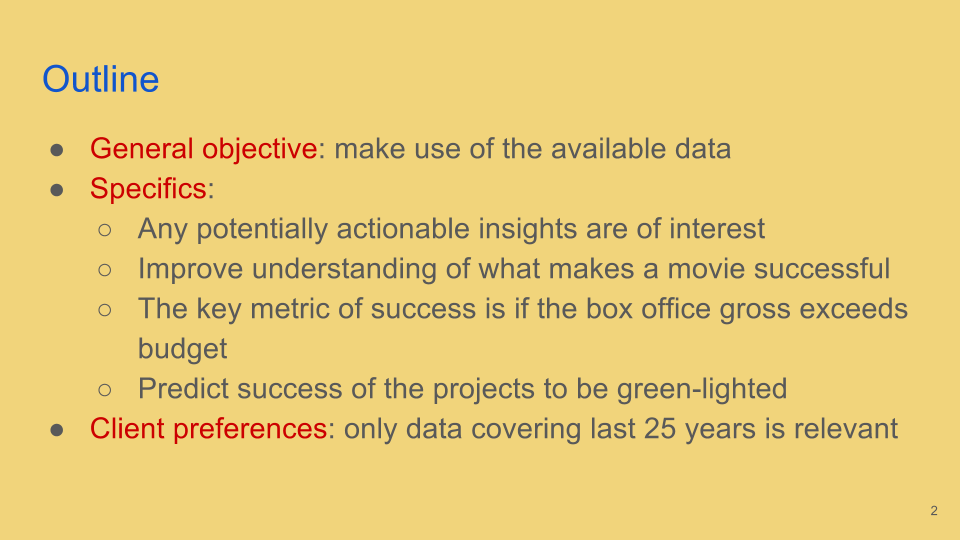 Outline
● General objective: make use of the available data
● Specifics:
○ Any potentially actionable insights are of interest
○ Improve understanding of what makes a movie successful
○ The key metric of success is if the box office gross exceeds
budget
○ Predict success of the projects to be green-lighted
● Client preferences: only data covering last 25 years is relevant
2